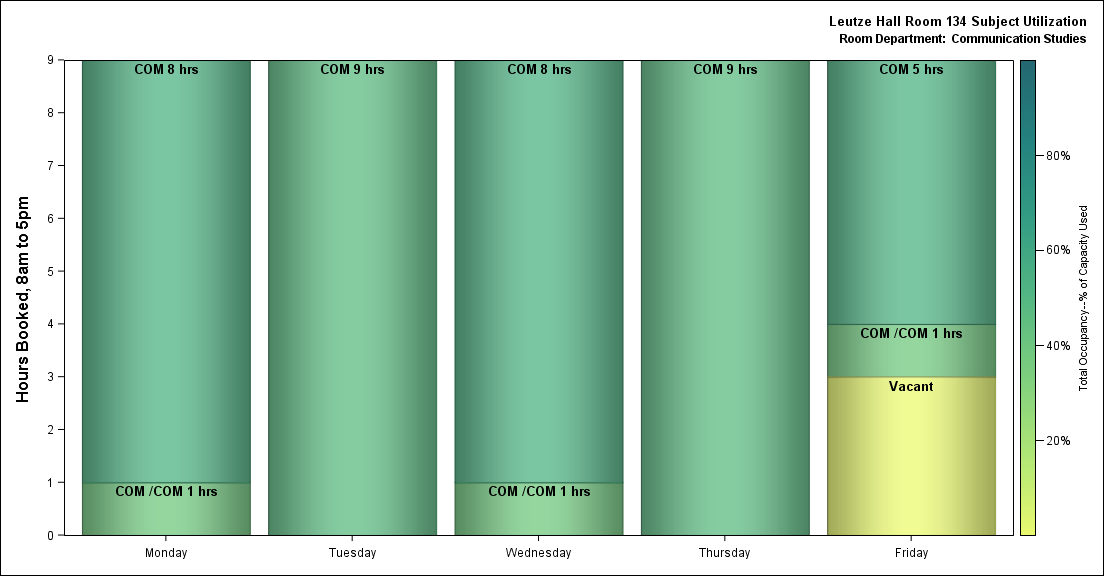 Leutze Hall Room 134 Subject Utilization
Room Department: Communication Studies
Hours Booked, 8am to 5pm
9
8
7
6
5
4
3
2
1
0
COM 8 hrs
COM /COM 1 hrs
COM 9 hrs
COM 8 hrs
COM /COM 1 hrs
COM 9 hrs
COM 5 hrs
COM /COM 1 hrs
Vacant
Monday
Tuesday
Wednesday
Thursday
Friday
80%
60%
40%
20%
Total Occupancy--% of Capacity Used